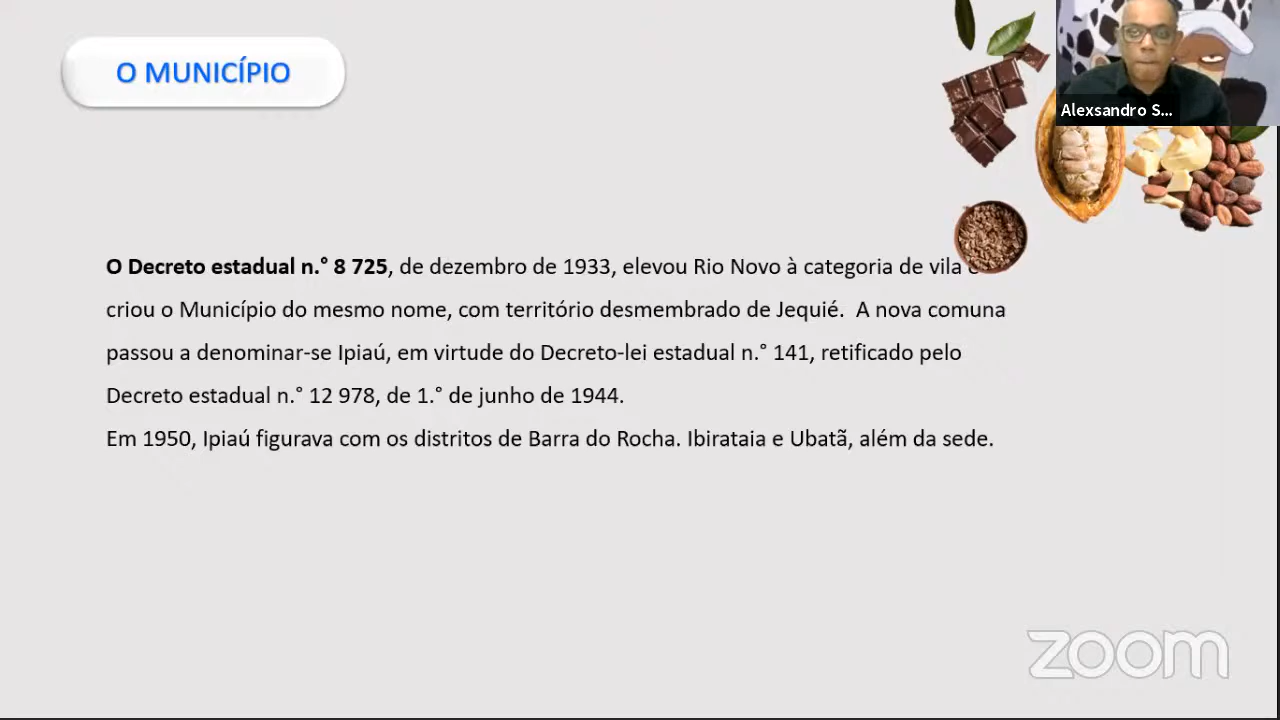 O MUNICÍPIO
Alexsandro S...
O Decreto estadual n.° 8 725, de dezembro de 1933, elevou Rio Novo à categoria de vila e
criou o Município do mesmo nome, com território desmembrado de Jequié.  A nova comuna
passou a denominar-se Ipiaú, em virtude do Decreto-lei estadual n.° 141, retificado pelo
Decreto estadual n.° 12 978, de 1.° de junho de 1944.
Em 1950, Ipiaú figurava com os distritos de Barra do Rocha. Ibirataia e Ubatã, além da sede.
zoom